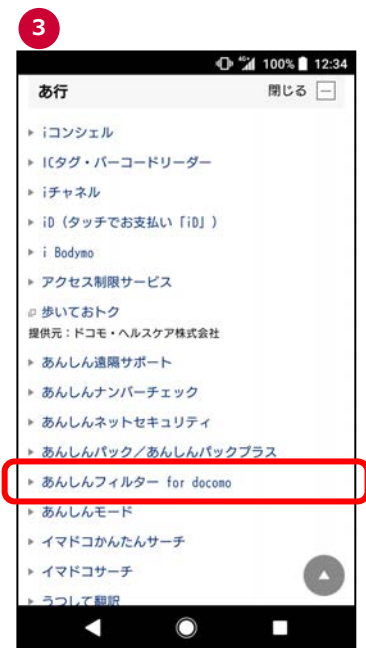 3
4G 100% 12:34
あ行 閉じる
iコンシェル
ICタグ・バーコードリーダー
iチャネル
iD（タッチでお支払い「iD」）
i Bodymo
アクセス制限サービス
歩いておトク
提供元：ドコモ・ヘルスケア株式会社
あんしん遠隔サポート
あんしんナンバーチェック
あんしんネットセキュリティ
あんしんパック／あんしんパックプラス
あんしんフィルター for docomo
あんしんモード
イマドコかんたんサーチ
イマドコサーチ
うつして翻訳